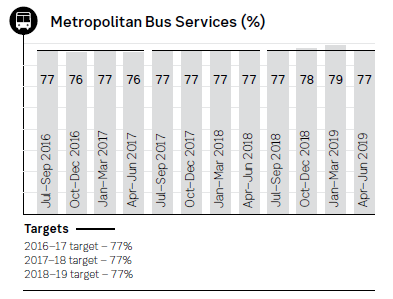 Metropolitan Bus Services (%)
77 76 77 76 77 77 77 77 77 78 79 77
Jul–Sep 2016
Oct–Dec 2016
Jan–Mar 2017
Apr–Jun 2017
Jul–Sep 2017
Oct–Dec 2017
Jan–Mar 2018
Apr–Jun 2018
Jul–Sep 2018
Oct–Dec 2018
Jan–Mar 2019
Apr–Jun 2019
Targets
2016–17 target – 77%
2017–18 target – 77%
2018–19 target – 77%